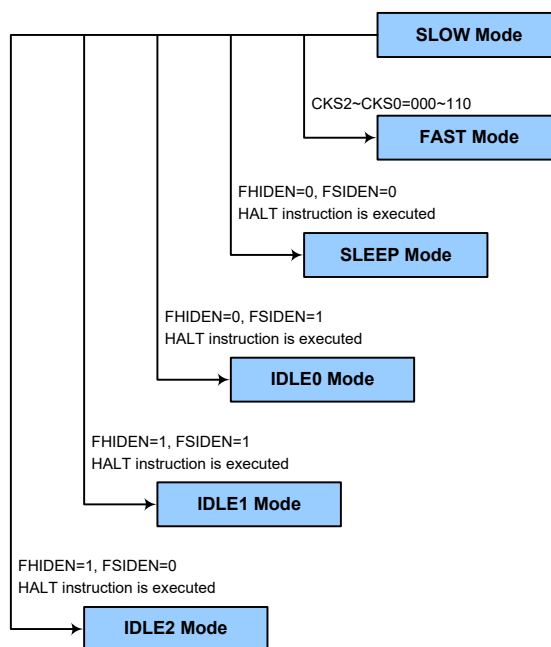 SLOW Mode
CKS2~CKS0=000~110
FAST Mode
FHIDEN=0, FSIDEN=0
HALT instruction is executed
SLEEP Mode
FHIDEN=0, FSIDEN=1
HALT instruction is executed
IDLE0 Mode
FHIDEN=1, FSIDEN=1
HALT instruction is executed
IDLE1 Mode
FHIDEN=1, FSIDEN=0
HALT instruction is executed
IDLE2 Mode